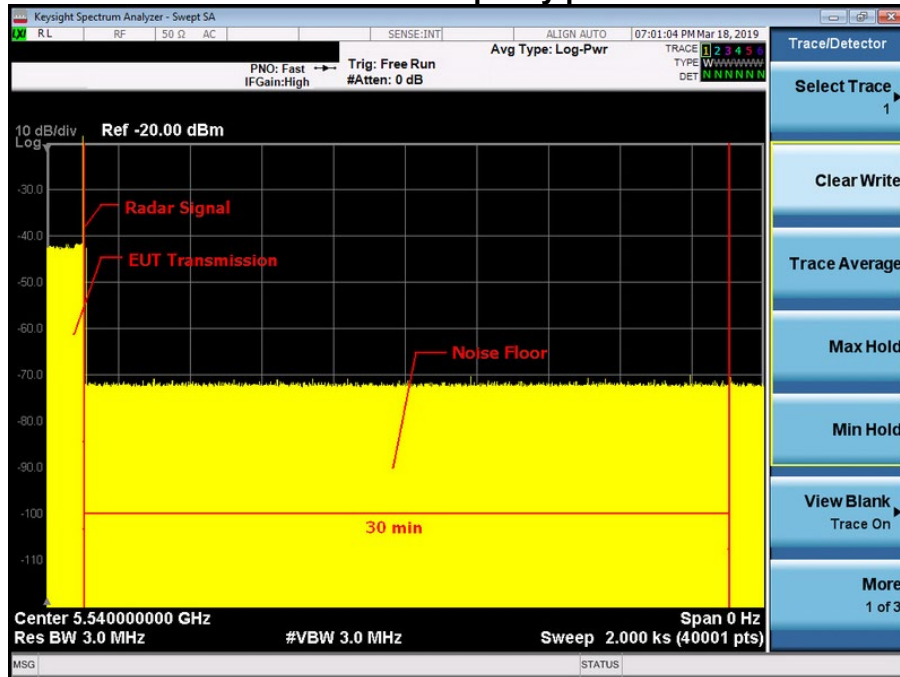 Keysight Spectrum Analyzer - Swept SA
RL RF 50 Ω AC SENSE:INT ALIGN AUTO 07:01:04 PM Mar 18, 2019
Avg Type: Log-Pwr TRACE 1 2 3 4 5 6
PNO: Fast Trig: Free Run TYPE WWWWWW
IFGain:High #Atten: 0 dB DET N N N N N N
10 dB/div Ref -20.00 dBm
Log
-30.0
Radar Signal
-40.0
EUT Transmission
-50.0
-60.0
Noise Floor
-70.0
-80.0
-90.0
-100
30 min
-110
Center 5.540000000 GHz Span 0 Hz
Res BW 3.0 MHz #VBW 3.0 MHz Sweep 2.000 ks (40001 pts)
MSG STATUS
Trace/Detector
Select Trace
1
Clear Write
Trace Average
Max Hold
Min Hold
View Blank
Trace On
More
1 of 3